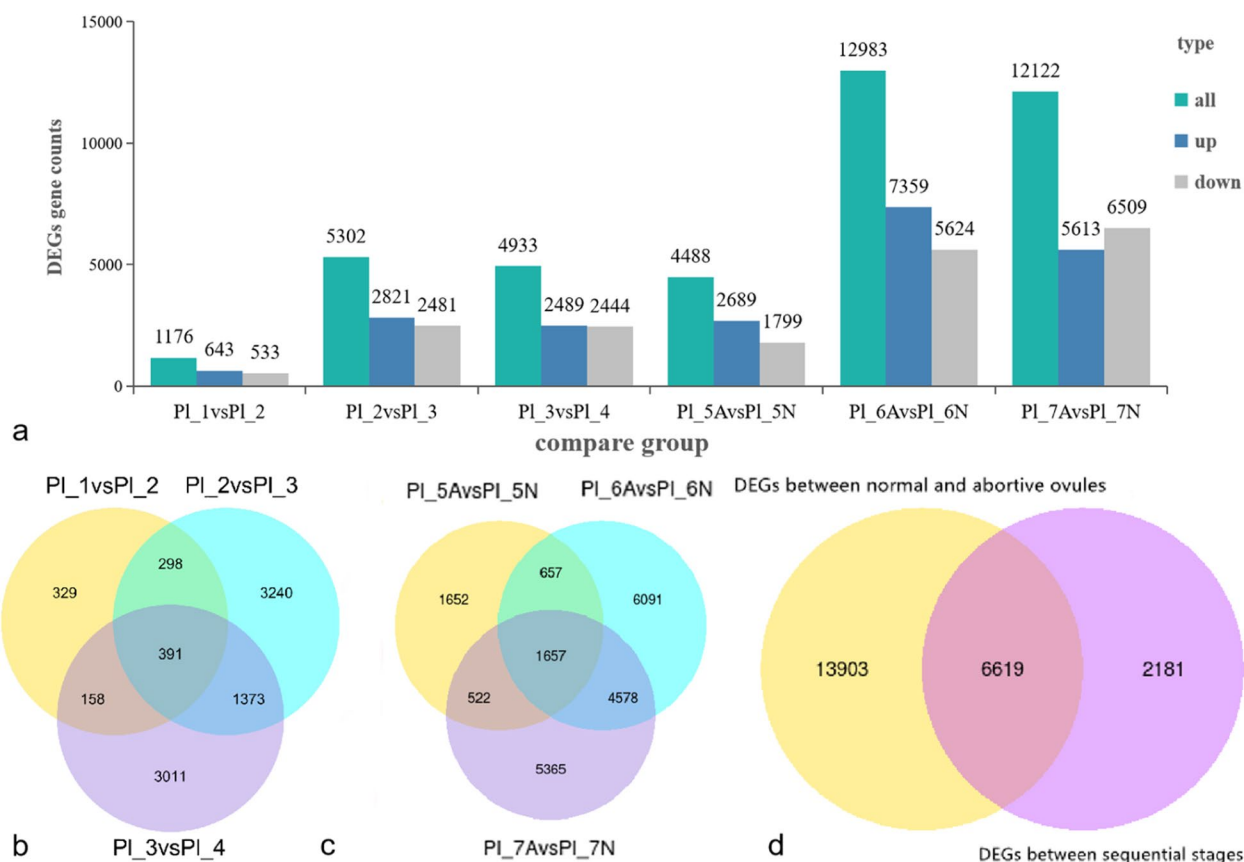 15000
12983
12122
type
all
10000
up
7359
down
6509
5624
5613
5302
4933
4488
5000
2821
2481
2489
2444
2689
1799
1176
643
533
0
DEGs gene counts
Pl_1vsPl_2
Pl_2vsPl_3
Pl_3vsPl_4
Pl_5AvsPl_5N
Pl_6AvsPl_6N
Pl_7AvsPl_7N
compare group
a
Pl_1vsPl_2
Pl_2vsPl_3
298
329
3240
391
158
1373
3011
b
Pl_3vsPl_4
Pl_5AvsPl_5N
Pl_6AvsPl_6N
657
1652
6091
1657
522
4578
5365
c
Pl_7AvsPl_7N
DEGs between normal and abortive ovules
13903
6619
2181
d
DEGs between sequential stages